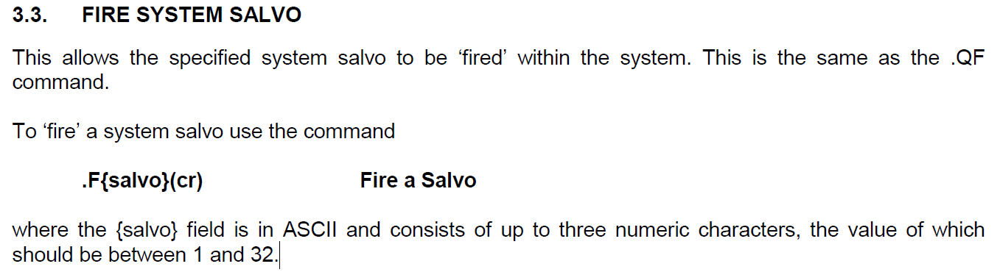 3.3. FIRE SYSTEM SALVO
This allows the specified system salvo to be ‘fired’ within the system. This is the same as the .QF
command.
To ‘fire’ a system salvo use the command
.F{salvo}(cr) Fire a Salvo
where the {salvo} field is in ASCII and consists of up to three numeric characters, the value of which
should be between 1 and 32.